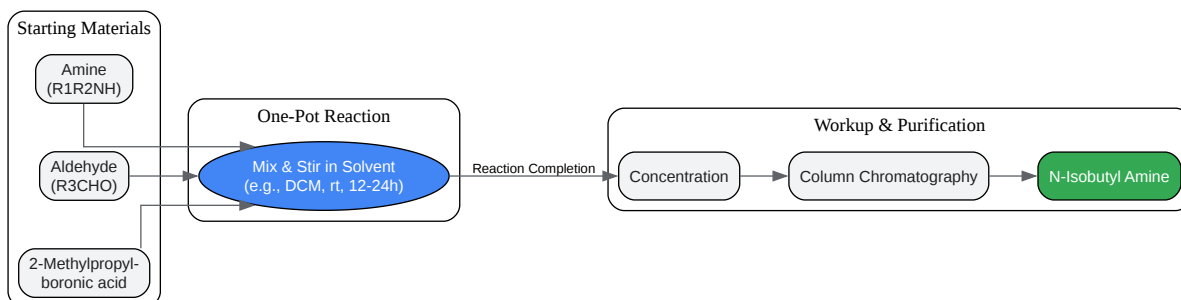 Starting Materials
Amine
(R1R2NH)
Aldehyde
(R3CHO)
2-Methylpropyl-
boronic acid
One-Pot Reaction
Mix & Stir in Solvent
(e.g., DCM, rt, 12-24h)
Reaction Completion
Workup & Purification
Concentration
Column Chromatography
N-Isobutyl Amine